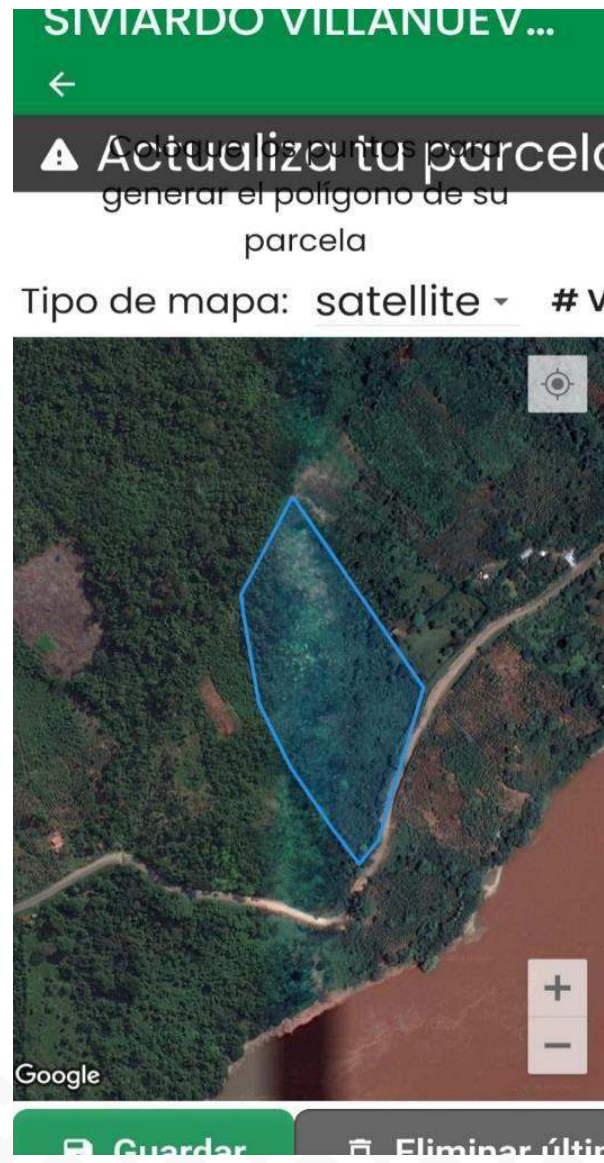 SIVIARDO VILLANUEV...
Actualiza tu parcela
Coloque los puntos para
generar el polígono de su
parcela
Tipo de mapa: satellite # V
Google
+
−
Guardar Eliminar últi